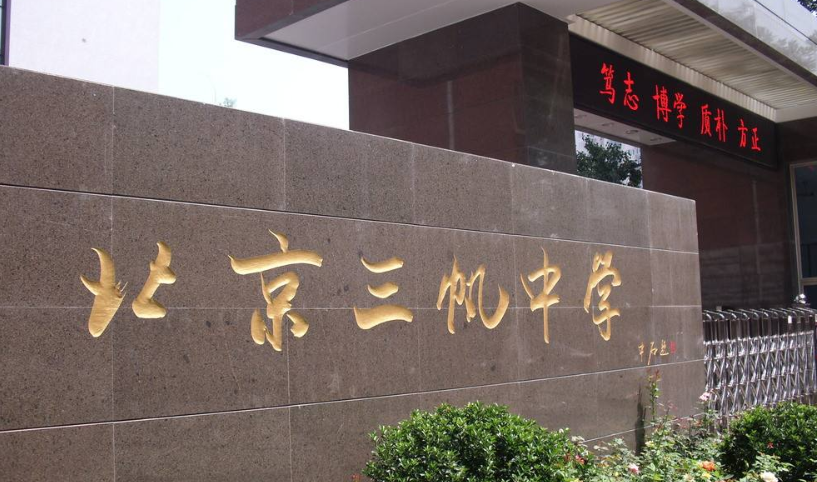 笃志 博学 质朴 方正
北京三帆中学